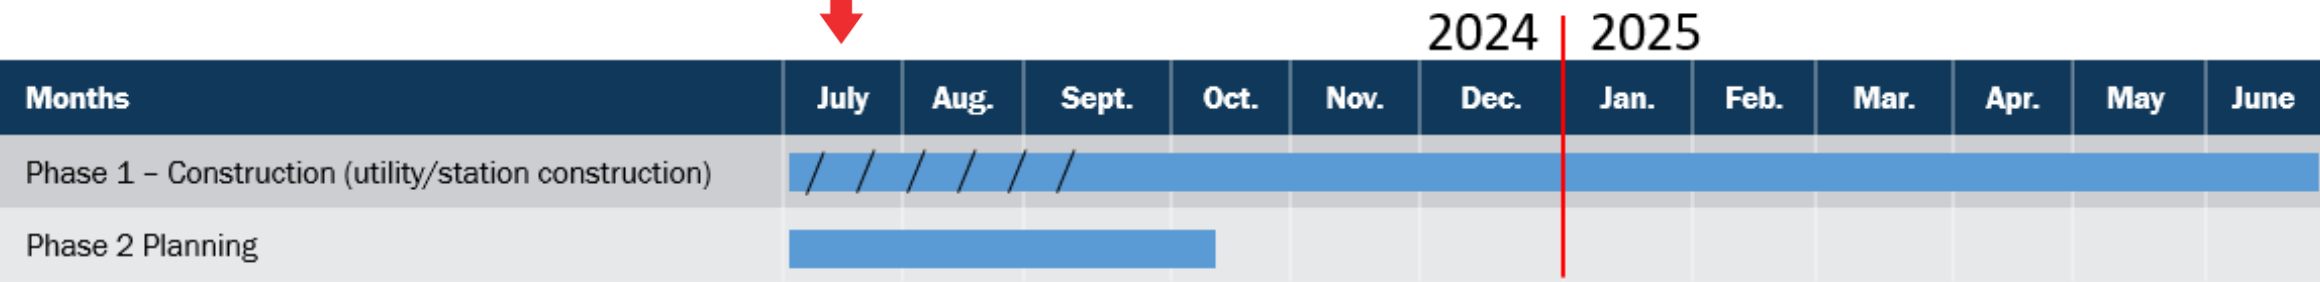 2024 2025
Months July Aug. Sept. Oct. Nov. Dec. Jan. Feb. Mar. Apr. May June
Phase 1 – Construction (utility/station construction)
Phase 2 Planning